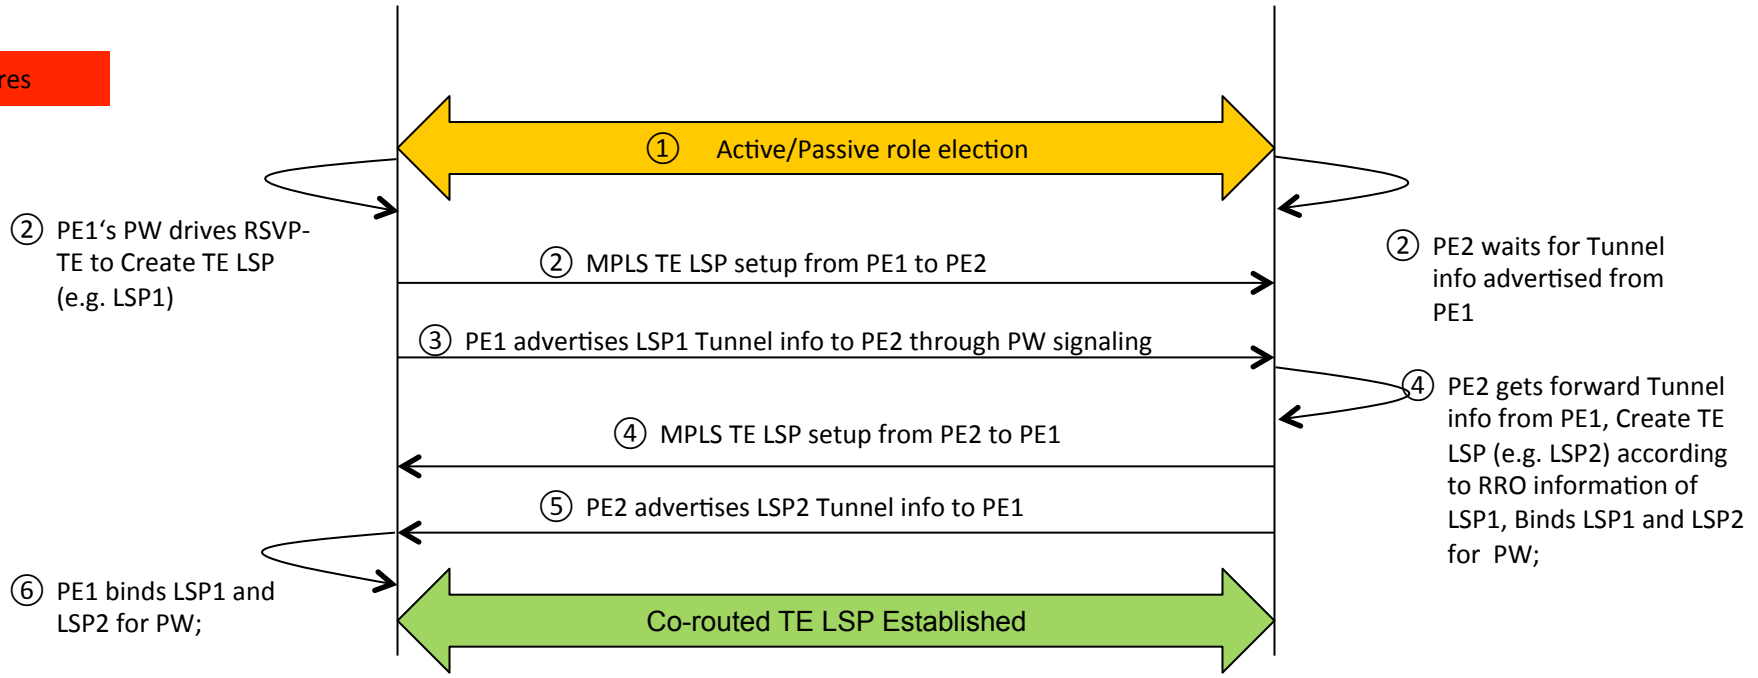 res
① Active/Passive role election
② PE1‘s PW drives RSVP-
TE to Create TE LSP
(e.g. LSP1)
② MPLS TE LSP setup from PE1 to PE2
② PE2 waits for Tunnel
info advertised from
PE1
③ PE1 advertises LSP1 Tunnel info to PE2 through PW signaling
④ PE2 gets forward Tunnel
info from PE1, Create TE
LSP (e.g. LSP2) according
to RRO information of
LSP1, Binds LSP1 and LSP2
for PW;
④ MPLS TE LSP setup from PE2 to PE1
⑤ PE2 advertises LSP2 Tunnel info to PE1
⑥ PE1 binds LSP1 and
LSP2 for PW;
Co-routed TE LSP Established